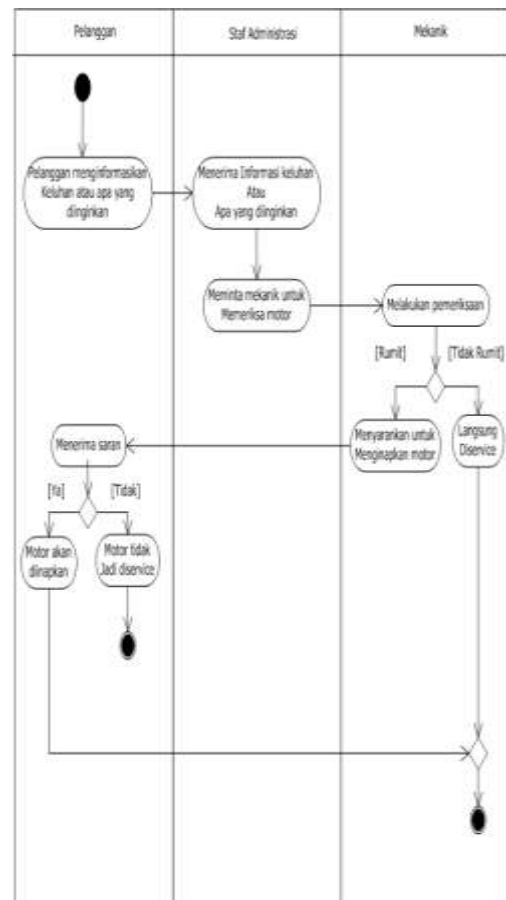 Pelanggan
Staf Administrasi
Mekanik
Pelanggan menginformasikan
Keluhan atau apa yang
diinginkan
Menerima Informasi keluhan
Atau
Apa yang diinginkan
Meminta mekanik untuk
Memeriksa motor
Melakukan pemeriksaan
[Rumit]
[Tidak Rumit]
Menyarankan untuk
Menginapkan motor
Langsung
Diservice
Menerima saran
[Ya]
[Tidak]
Motor akan
diinapkan
Motor tidak
Jadi diservice